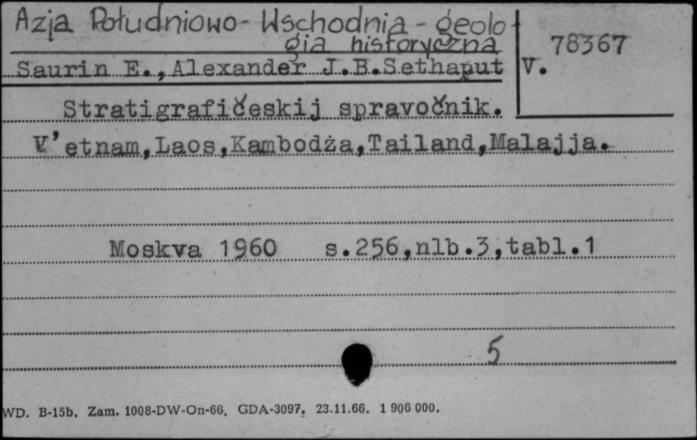 Azja Południowo-Wschodnia - geolo
gia historyczna
78367
Saurin E.,Alexander J.B.Sethaput
V.
Stratigrafičeskij spravočnik.
V'etnam,Laos,Kambodża,Tailand,Malajja.
Moskva 1960 s.256,nlb.3,tabl.1
5
WD. B-15b. Zam. 1008-DW-On-66. GDA-3097. 23.11.66. 1 906 000.